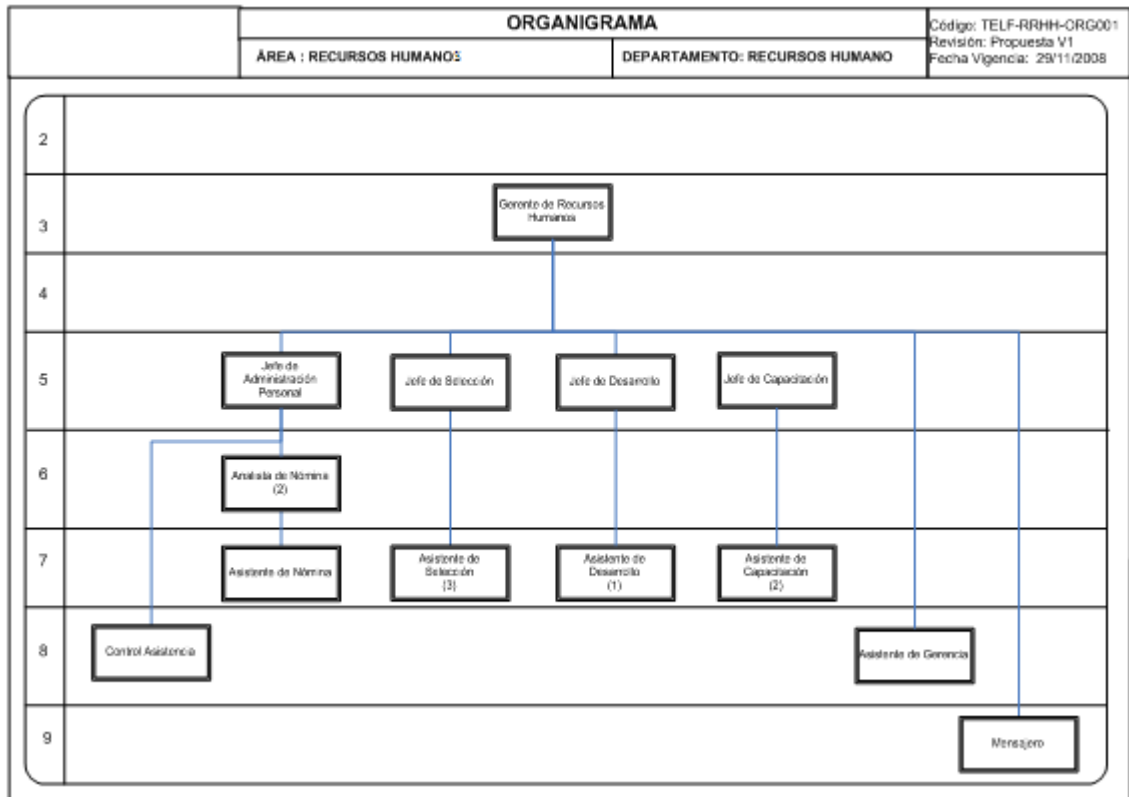 ORGANIGRAMA
ÁREA : RECURSOS HUMANOS
DEPARTAMENTO: RECURSOS HUMANO
Código: TELF-RRHH-ORG001
Revisión: Propuesta V1
Fecha Vigencia: 29/11/2008
2
3
Gerente de Recursos
Humanos
4
5
Jefe de
Administración
Personal
Jefe de Selección
Jefe de Desarrollo
Jefe de Capacitación
6
Analista de Nómina
(2)
7
Asistente de Nómina
Asistente de
Selección
(3)
Asistente de
Desarrollo
(1)
Asistente de
Capacitación
(2)
8
Control Asistencia
Asistente de Gerencia
9
Mensajero